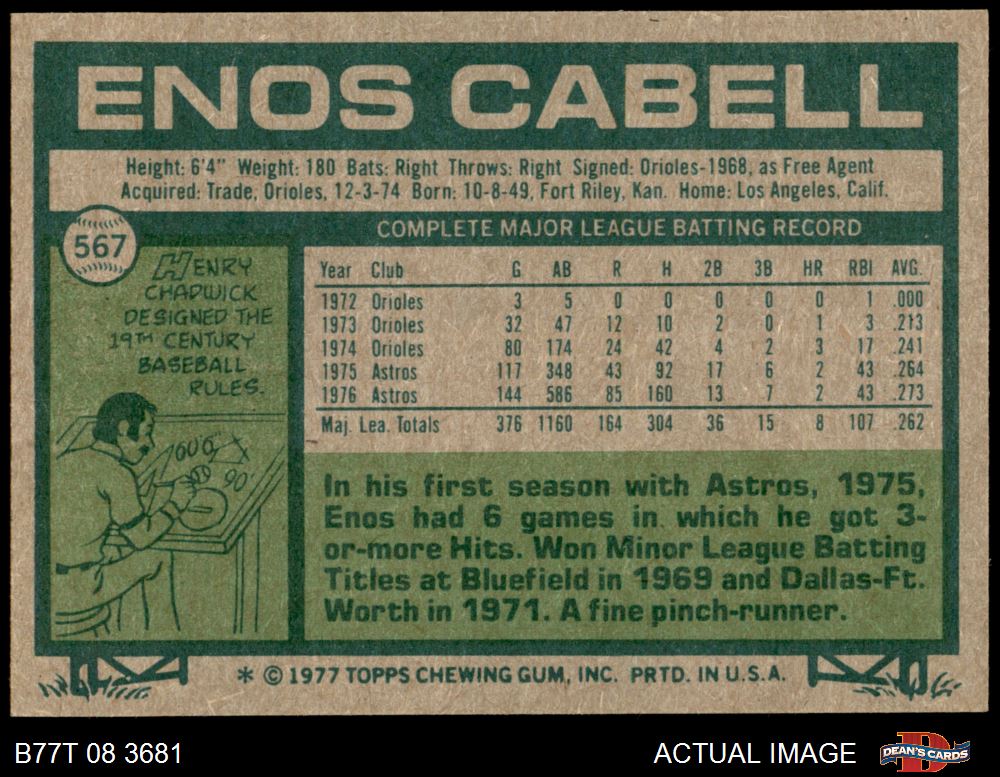 ENOS CABELL
Height: 6'4" Weight: 180 Bats: Right Throws: Right Signed: Orioles-1968, as Free Agent
Acquired: Trade, Orioles, 12-3-74 Born: 10-8-49, Fort Riley, Kan. Home: Los Angeles, Calif.
567
HENRY
CHADWICK
DESIGNED THE
19TH CENTURY
BASEBALL
RULES.
600
90
COMPLETE MAJOR LEAGUE BATTING RECORD
Year Club G AB R H 2B 3B HR RBI AVG.
1972 Orioles 3 5 0 0 0 0 0 1 .000
1973 Orioles 32 47 12 10 2 0 1 3 .213
1974 Orioles 80 174 24 42 4 2 3 17 .241
1975 Astros 117 348 43 92 17 6 2 43 .264
1976 Astros 144 586 85 160 13 7 2 43 .273
Maj. Lea. Totals 376 1160 164 304 36 15 8 107 .262
In his first season with Astros, 1975,
Enos had 6 games in which he got 3-
or-more Hits. Won Minor League Batting
Titles at Bluefield in 1969 and Dallas-Ft.
Worth in 1971. A fine pinch-runner.
* © 1977 TOPPS CHEWING GUM, INC. PRTD. IN U.S.A.
B77T 08 3681
ACTUAL IMAGE
DEAN'S CARDS